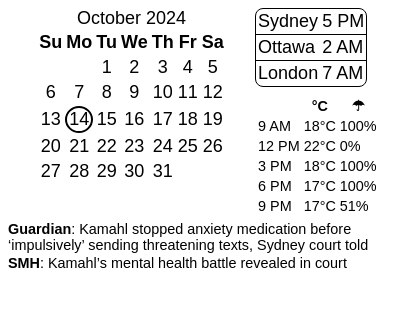 October 2024
Su Mo Tu We Th Fr Sa
1 2 3 4 5
6 7 8 9 10 11 12
13 14 15 16 17 18 19
20 21 22 23 24 25 26
27 28 29 30 31
Sydney 5 PM
Ottawa 2 AM
London 7 AM
°C ☂
9 AM 18°C 100%
12 PM 22°C 0%
3 PM 18°C 100%
6 PM 17°C 100%
9 PM 17°C 51%
Guardian: Kamahl stopped anxiety medication before
‘impulsively’ sending threatening texts, Sydney court told
SMH: Kamahl’s mental health battle revealed in court